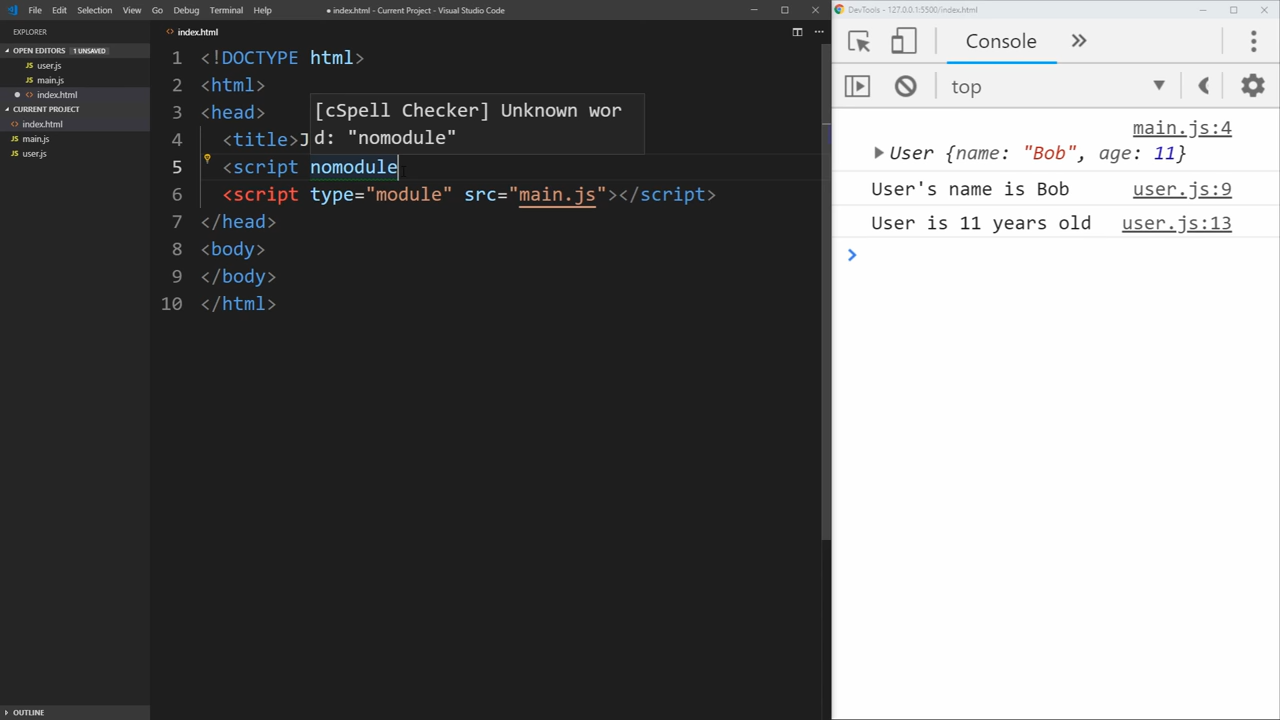 File Edit Selection View Go Debug Terminal Help
● index.html - Current Project - Visual Studio Code
EXPLORER
OPEN EDITORS 1 UNSAVED
user.js
JS main.js
● <> index.html
CURRENT PROJECT
<> index.html
JS main.js
JS user.js
OUTLINE
<> index.html
1 <!DOCTYPE html>
2 <html>
3 <head>
[cSpell Checker] Unknown wor
d: "nomodule"
4 <title>J
5 <script nomodule
6 <script type="module" src="main.js"></script>
7 </head>
8 <body>
9 </body>
10 </html>
DevTools - 127.0.0.1:5500/index.html
Console »
top
main.js:4
User {name: "Bob", age: 11}
User's name is Bob user.js:9
User is 11 years old user.js:13
>